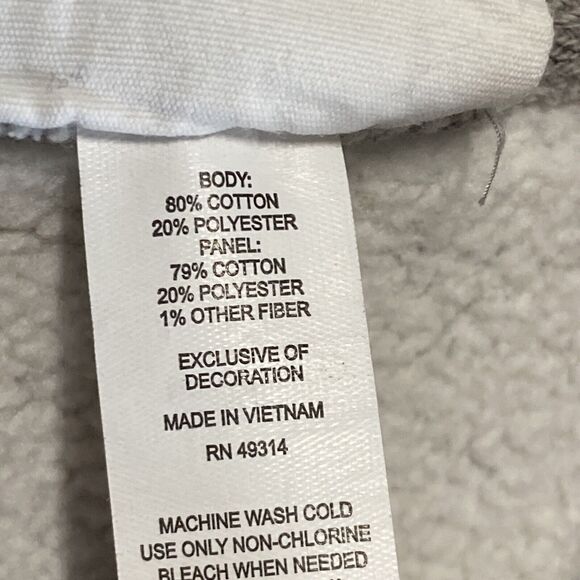 BODY:
80% COTTON
20% POLYESTER
PANEL:
79% COTTON
20% POLYESTER
1% OTHER FIBER
EXCLUSIVE OF
DECORATION
MADE IN VIETNAM
RN 49314
MACHINE WASH COLD
USE ONLY NON-CHLORINE
BLEACH WHEN NEEDED